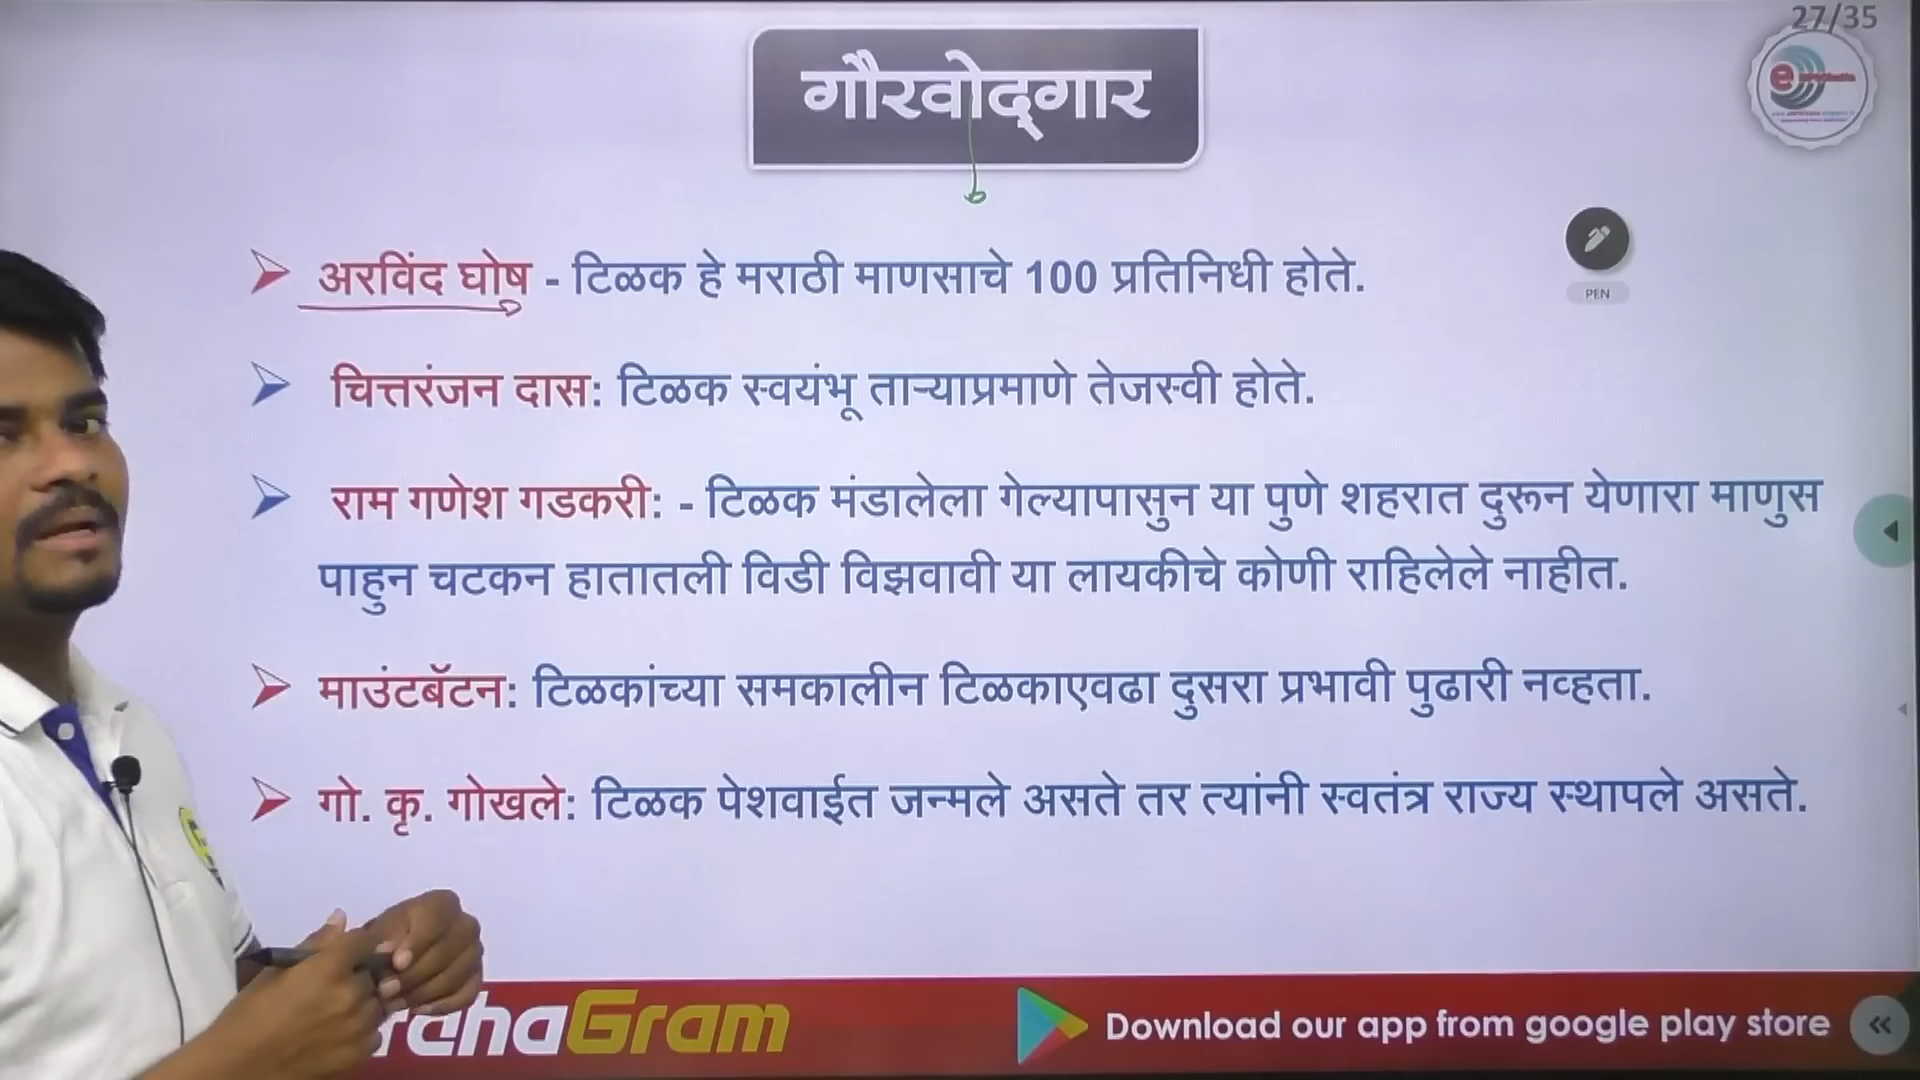 27/35
गौरवोद्‌गार
अरविंद घोष - टिळक हे मराठी माणसाचे 100 प्रतिनिधी होते.
PEN
चित्तरंजन दास: टिळक स्वयंभू ताऱ्याप्रमाणे तेजस्वी होते.
राम गणेश गडकरी: - टिळक मंडालेला गेल्यापासुन या पुणे शहरात दुरून येणारा माणुस
पाहुन चटकन हातातली विडी विझवावी या लायकीचे कोणी राहिलेले नाहीत.
माउंटबॅटन: टिळकांच्या समकालीन टिळकाएवढा दुसरा प्रभावी पुढारी नव्हता.
गो. कृ. गोखले: टिळक पेशवाईत जन्मले असते तर त्यांनी स्वतंत्र राज्य स्थापले असते.
Download our app from google play store